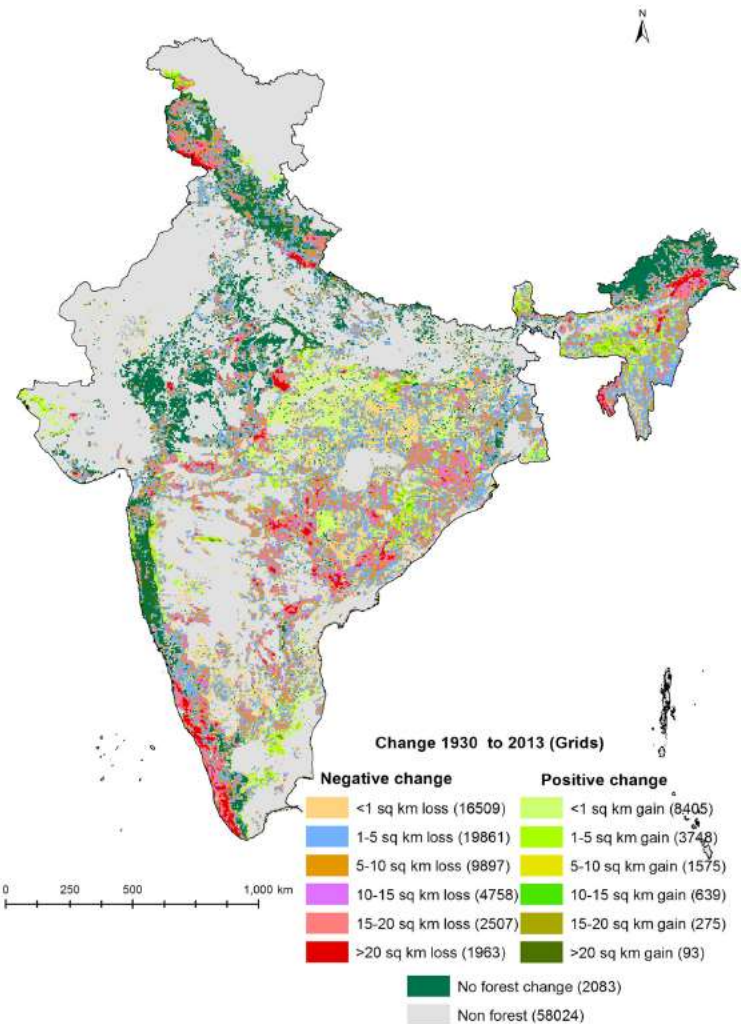 N
Change 1930 to 2013 (Grids)
Negative change
Positive change
<1 sq km loss (16509)
<1 sq km gain (8405)
1-5 sq km loss (19861)
1-5 sq km gain (3748)
5-10 sq km loss (9897)
5-10 sq km gain (1575)
10-15 sq km loss (4758)
10-15 sq km gain (639)
15-20 sq km loss (2507)
15-20 sq km gain (275)
>20 sq km loss (1963)
>20 sq km gain (93)
No forest change (2083)
Non forest (58024)
0 250 500 1,000 km